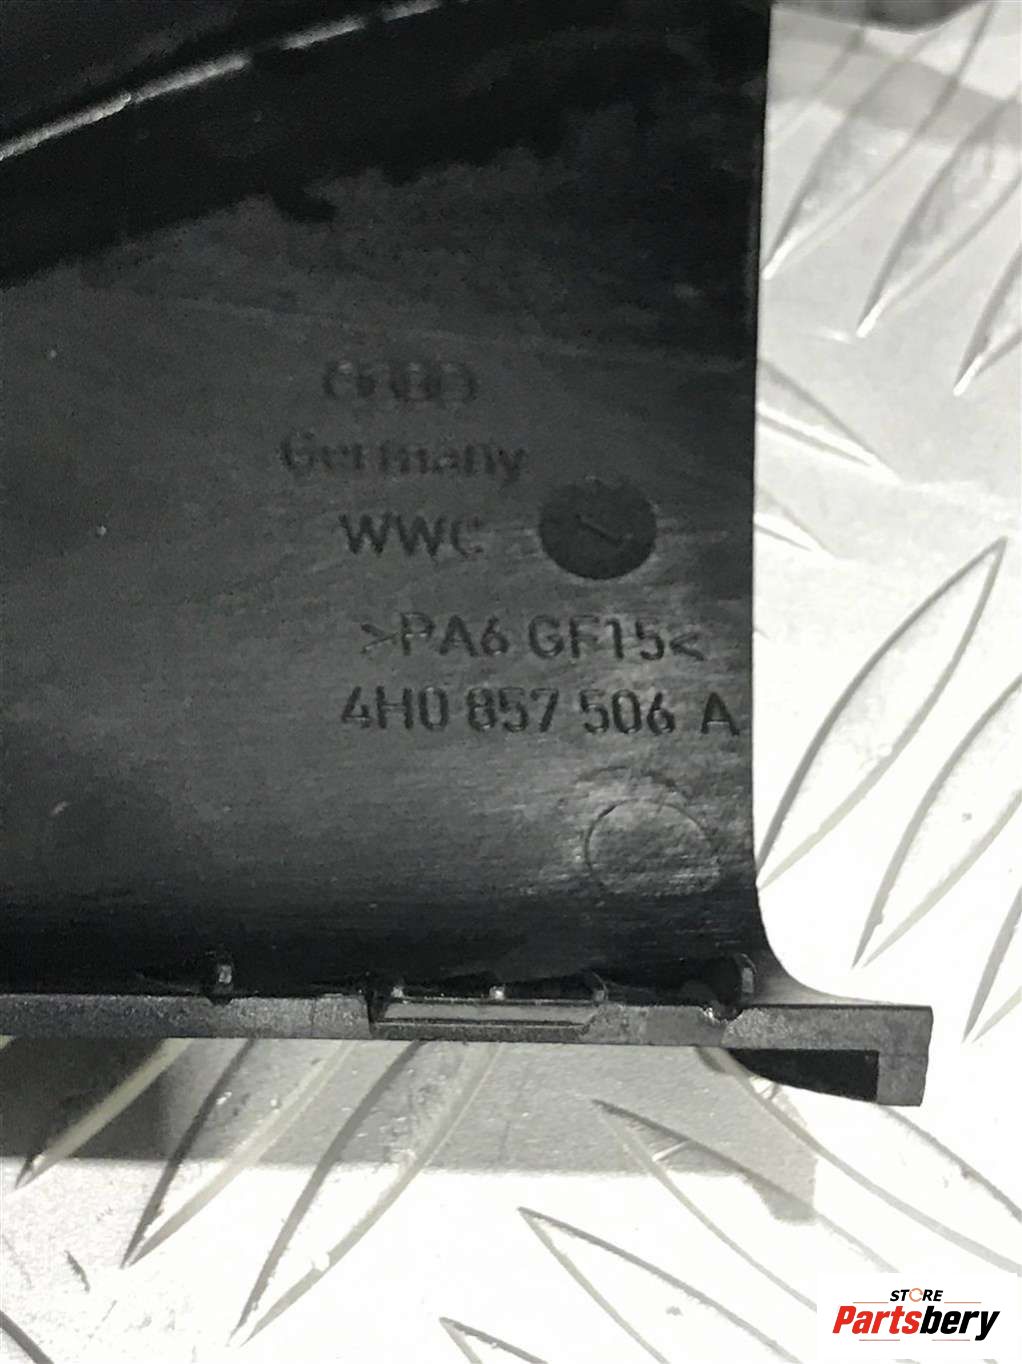 Germany
WWC
>PA6 GF15<
4H0 857 506 A
STORE
Partsbery